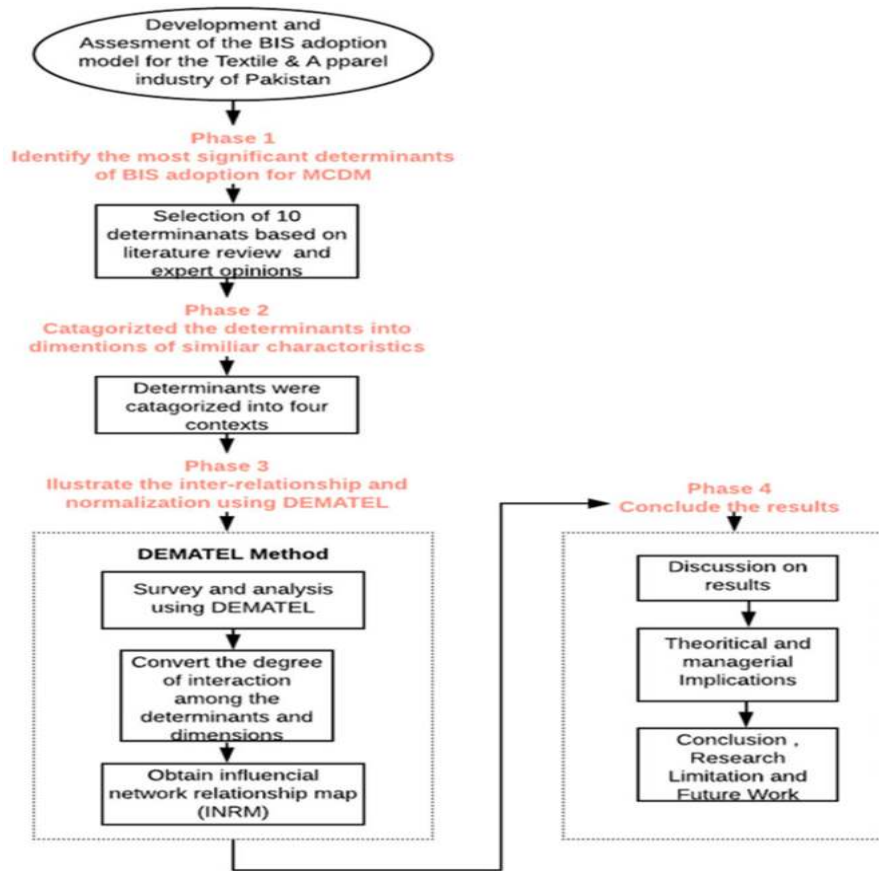 Development and
Assesment of the BIS adoption
model for the Textile & A pparel
industry of Pakistan
Phase 1
Identify the most significant determinants
of BIS adoption for MCDM
Selection of 10
determinanats based on
literature review and
expert opinions
Phase 2
Catagorizted the determinants into
dimentions of similiar charactoristics
Determinants were
catagorized into four
contexts
Phase 3
Ilustrate the inter-relationship and
normalization using DEMATEL
DEMATEL Method
Survey and analysis
using DEMATEL
Convert the degree
of interaction
among the
determinants and
dimensions
Obtain influencial
network relationship map
(INRM)
Phase 4
Conclude the results
Discussion on
results
Theoritical and
managerial
Implications
Conclusion ,
Research
Limitation and
Future Work